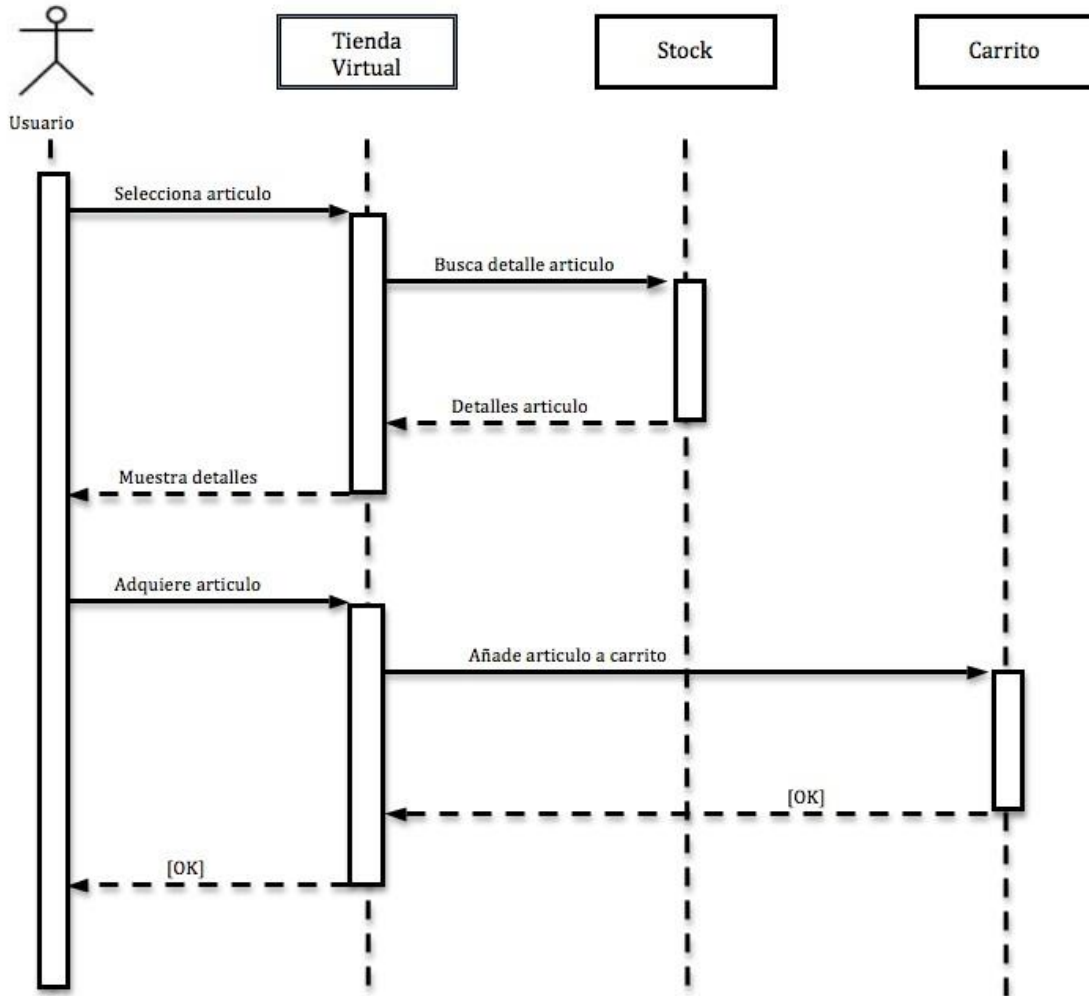 Tienda
Virtual
Stock
Carrito
Usuario
Selecciona articulo
Busca detalle articulo
Detalles articulo
Muestra detalles
Adquiere articulo
Añade articulo a carrito
[OK]
[OK]